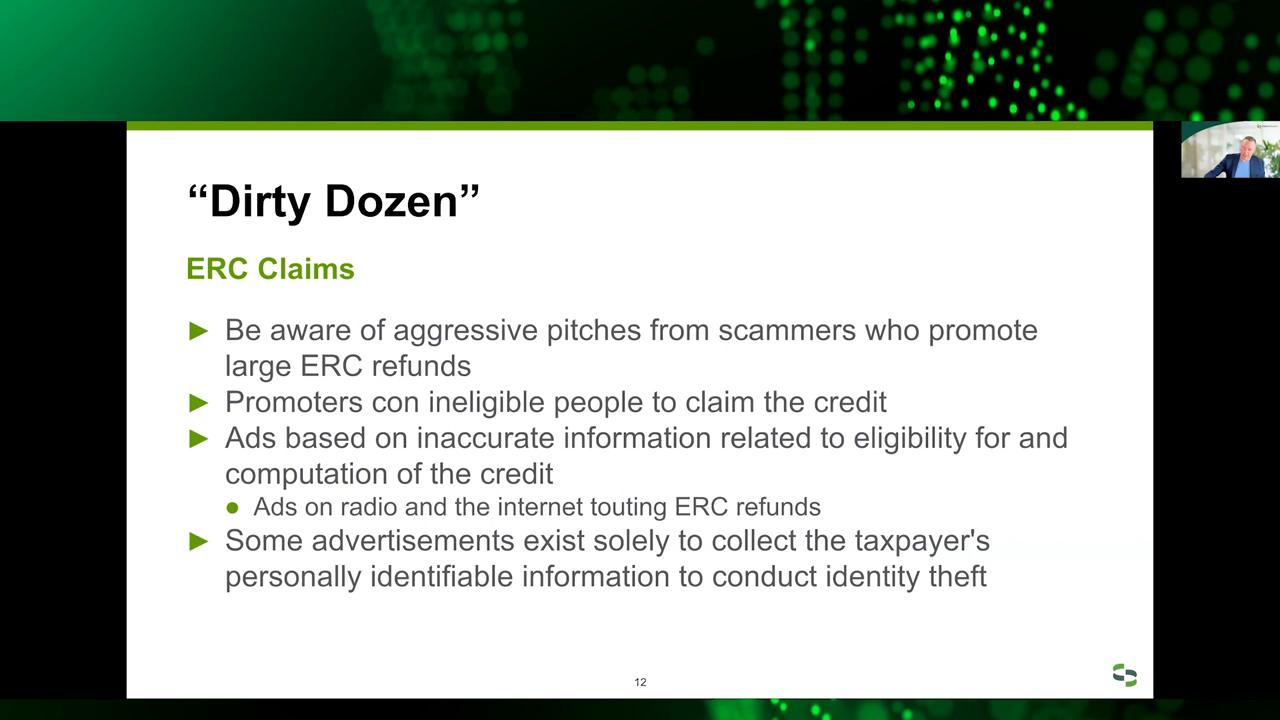 “Dirty Dozen”
ERC Claims
► Be aware of aggressive pitches from scammers who promote
large ERC refunds
► Promoters con ineligible people to claim the credit
► Ads based on inaccurate information related to eligibility for and
computation of the credit
● Ads on radio and the internet touting ERC refunds
► Some advertisements exist solely to collect the taxpayer's
personally identifiable information to conduct identity theft
12